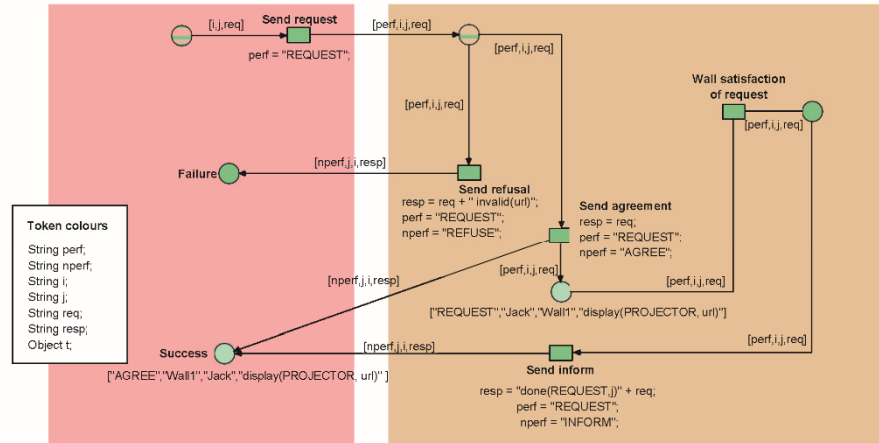 [i,j,req]
Send request
[perf,i,j,req]
perf = "REQUEST";
[perf,i,j,req]
Wall satisfaction
of request
[perf,i,j,req]
[perf,i,j,req]
[nperf,j,i,resp]
Failure
Send refusal
resp = req + " invalid(url)";
perf = "REQUEST";
nperf = "REFUSE";
Send agreement
resp = req;
perf = "REQUEST";
nperf = "AGREE";
Token colours
String perf;
String nperf;
String i;
String j;
String req;
String resp;
Object t;
[nperf,j,i,resp]
[perf,i,j,req]
[perf,i,j,req]
["REQUEST","Jack","Wall1","display(PROJECTOR, url)"]
[perf,i,j,req]
Success
[nperf,j,i,resp]
["AGREE","Wall1","Jack","display(PROJECTOR, url)" ]
Send inform
resp = "done(REQUEST,j)" + req;
perf = "REQUEST";
nperf = "INFORM";